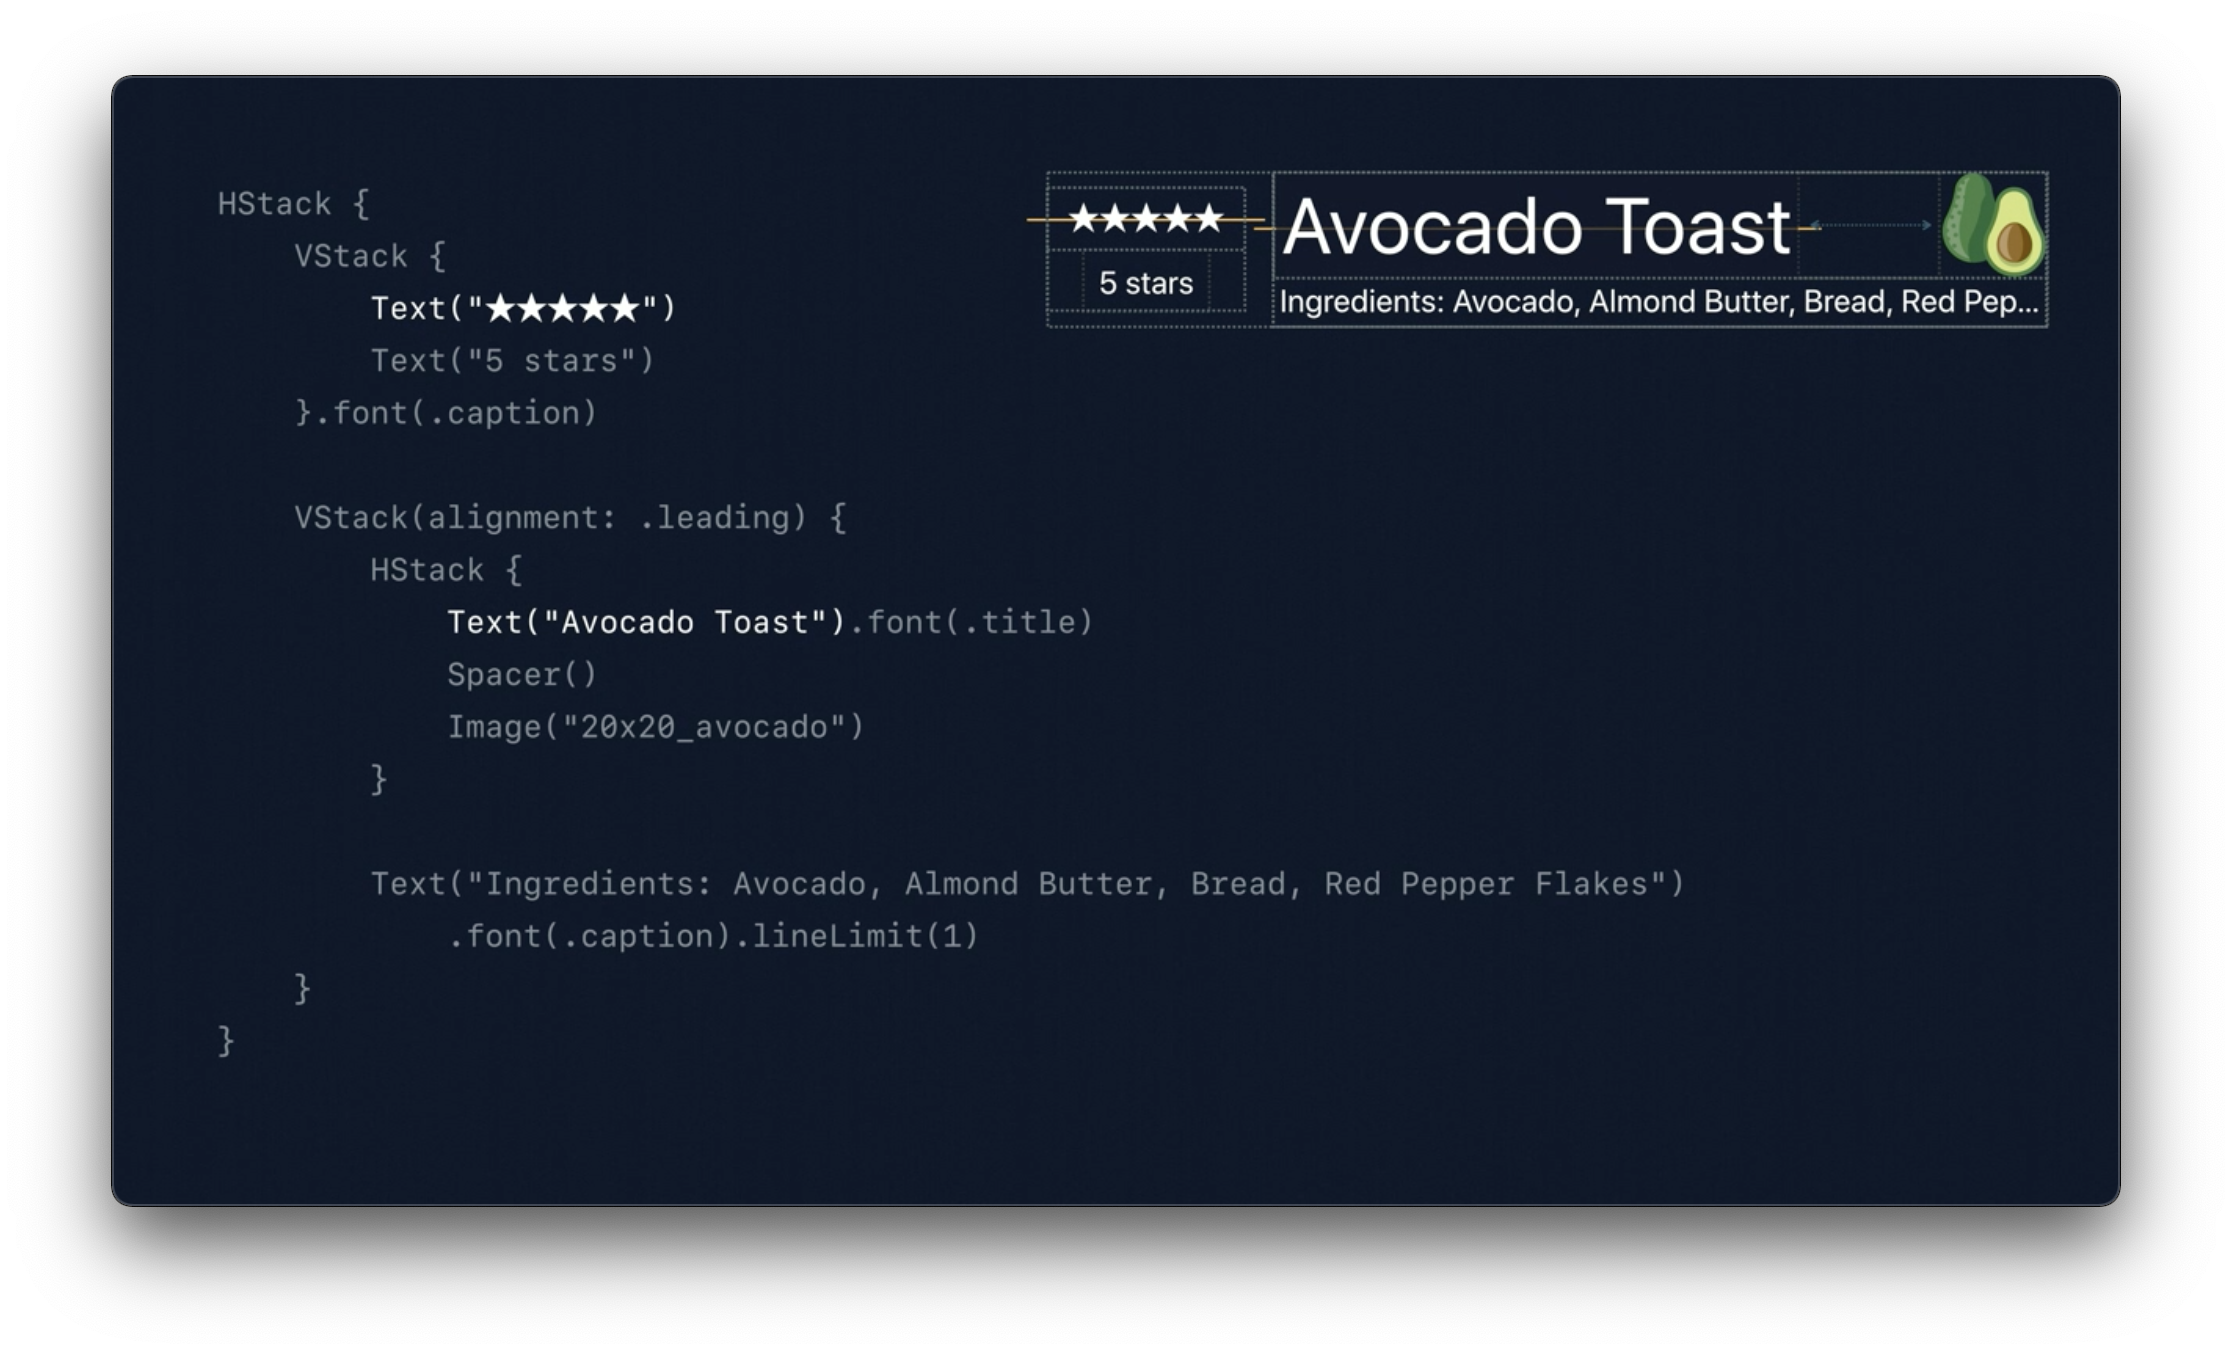 HStack {
    VStack {
        Text("★★★★★")
        Text("5 stars")
    }.font(.caption)

    VStack(alignment: .leading) {
        HStack {
            Text("Avocado Toast").font(.title)
            Spacer()
            Image("20x20_avocado")
        }

        Text("Ingredients: Avocado, Almond Butter, Bread, Red Pepper Flakes")
            .font(.caption).lineLimit(1)
    }
}
★★★★★
5 stars
Avocado Toast
Ingredients: Avocado, Almond Butter, Bread, Red Pep...